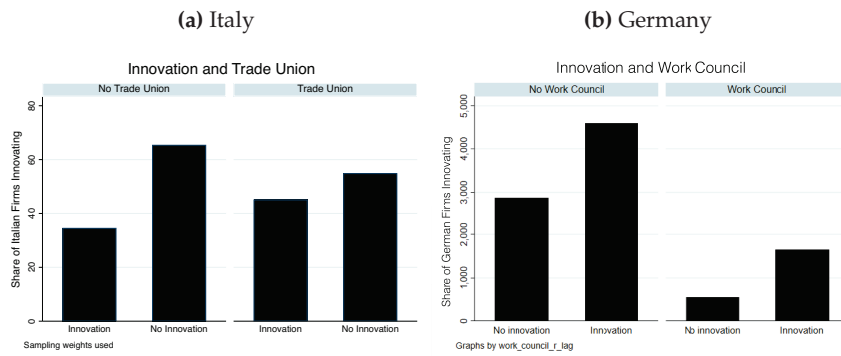 (a) Italy
Innovation and Trade Union
No Trade Union Trade Union
Share of Italian Firms Innovating
80
60
40
20
0
Innovation No Innovation Innovation No Innovation
Sampling weights used
(b) Germany
Innovation and Work Council
No Work Council Work Council
Share of German Firms Innovating
5,000
4,000
3,000
2,000
1,000
0
No innovation Innovation No innovation Innovation
Graphs by work_council_r_lag